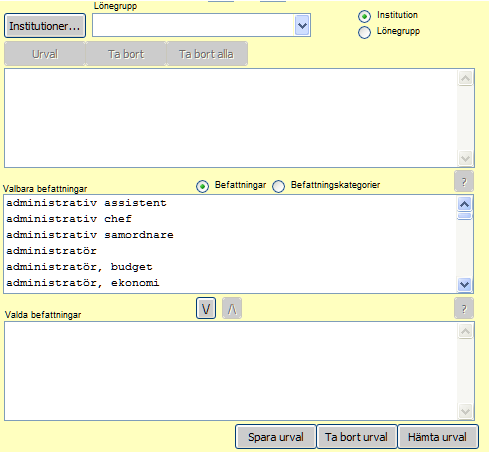 Lönegrupp
Institutioner...
Institution
Lönegrupp
Urval Ta bort Ta bort alla
?
Valbara befattningar Befattningar Befattningskategorier
administrativ assistent
administrativ chef
administrativ samordnare
administratör
administratör, budget
administratör, ekonomi
Valda befattningar \/ /\ ?
Spara urval Ta bort urval Hämta urval